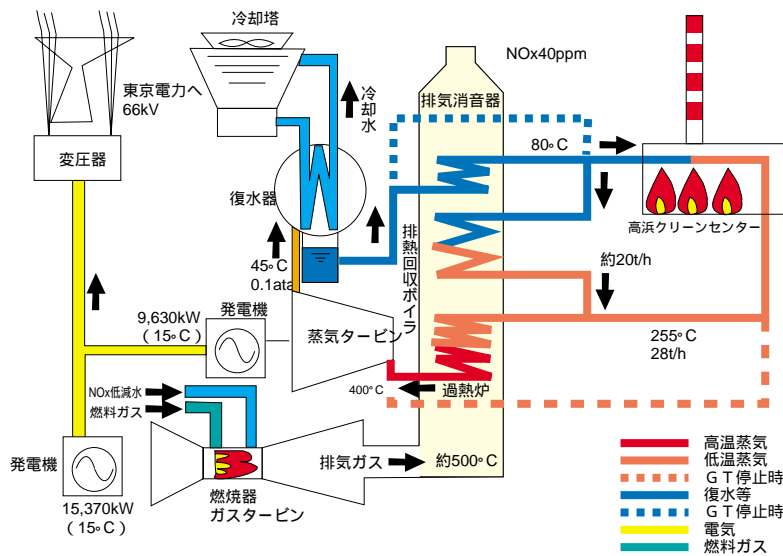 冷却塔
NOx40ppm
東京電力へ
66kV
冷却水
排気消音器
80°C
変圧器
復水器
高浜クリーンセンター
45°C
0.1ata
排熱回収ボイラ
約20t/h
発電機
9,630kW
(15°C)
蒸気タービン
255°C
28t/h
400°C
過熱炉
NOx低減水
燃料ガス
発電機
排気ガス
約500°C
15,370kW
(15°C)
燃焼器
ガスタービン
高温蒸気
低温蒸気
GT停止時
復水等
GT停止時
電気
燃料ガス